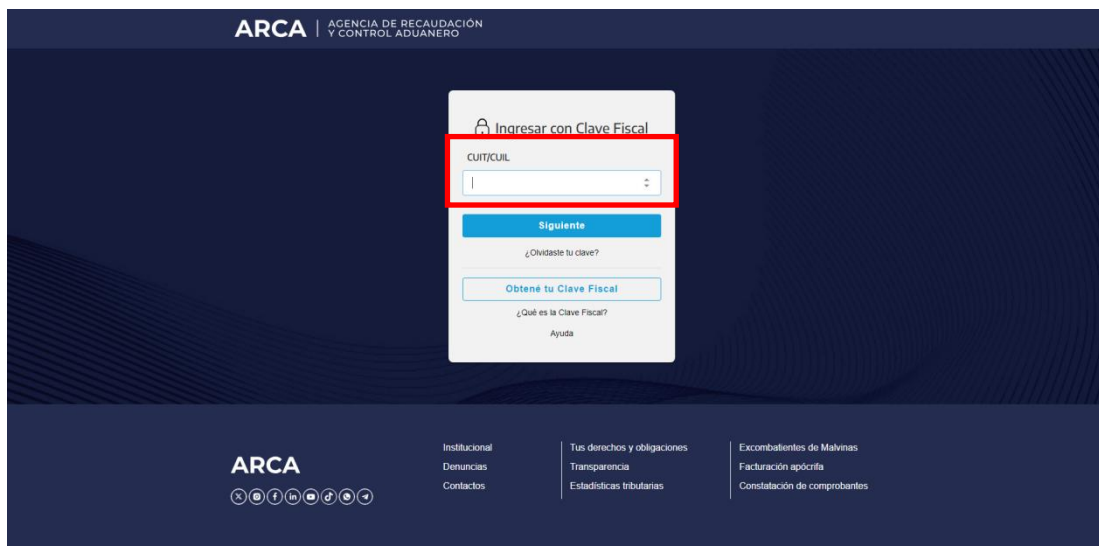 ARCA | AGENCIA DE RECAUDACIÓN
Y CONTROL ADUANERO
Ingresar con Clave Fiscal
CUIT/CUIL
Siguiente
¿Olvidaste tu clave?
Obtené tu Clave Fiscal
¿Qué es la Clave Fiscal?
Ayuda
ARCA
Institucional
Denuncias
Contactos
Tus derechos y obligaciones
Transparencia
Estadísticas tributarias
Excombatientes de Malvinas
Facturación apócrifa
Constatación de comprobantes